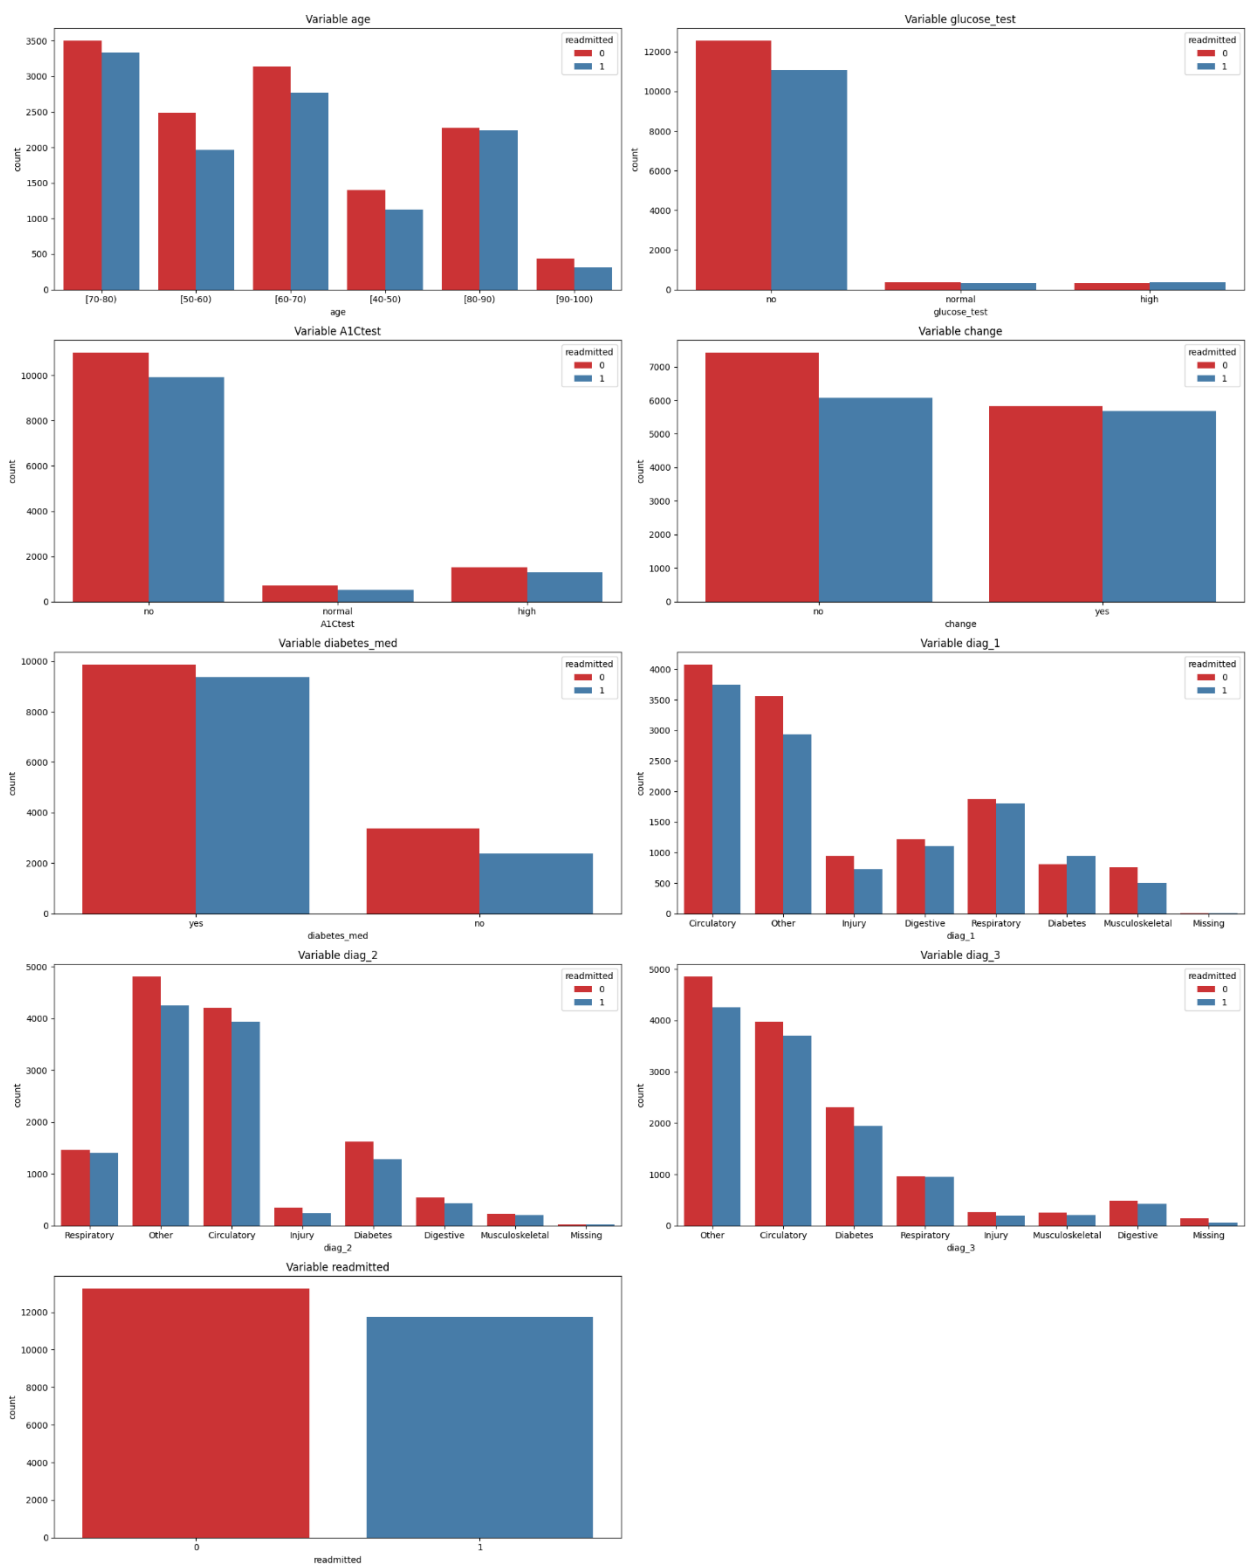 Variable age
readmitted
0
1
3500
3000
2500
2000
1500
1000
500
0
count
[70-80)
[50-60)
[60-70)
[40-50)
[80-90)
[90-100)
age
Variable glucose_test
readmitted
0
1
12000
10000
8000
6000
4000
2000
0
count
no
normal
high
glucose_test
Variable A1Ctest
readmitted
0
1
10000
8000
6000
4000
2000
0
count
no
normal
high
A1Ctest
Variable change
readmitted
0
1
7000
6000
5000
4000
3000
2000
1000
0
count
no
yes
change
Variable diabetes_med
readmitted
0
1
10000
8000
6000
4000
2000
0
count
yes
no
diabetes_med
Variable diag_1
readmitted
0
1
4000
3500
3000
2500
2000
1500
1000
500
0
count
Circulatory
Other
Injury
Digestive
Respiratory
Diabetes
Musculoskeletal
Missing
diag_1
Variable diag_2
readmitted
0
1
5000
4000
3000
2000
1000
0
count
Respiratory
Other
Circulatory
Injury
Diabetes
Digestive
Musculoskeletal
Missing
diag_2
Variable diag_3
readmitted
0
1
5000
4000
3000
2000
1000
0
count
Other
Circulatory
Diabetes
Respiratory
Injury
Musculoskeletal
Digestive
Missing
diag_3
Variable readmitted
12000
10000
8000
6000
4000
2000
0
count
0
1
readmitted